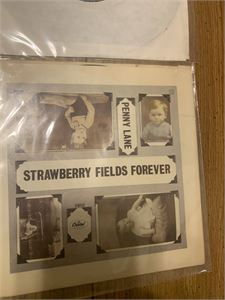 PENNY LANE
STRAWBERRY FIELDS FOREVER
Capitol